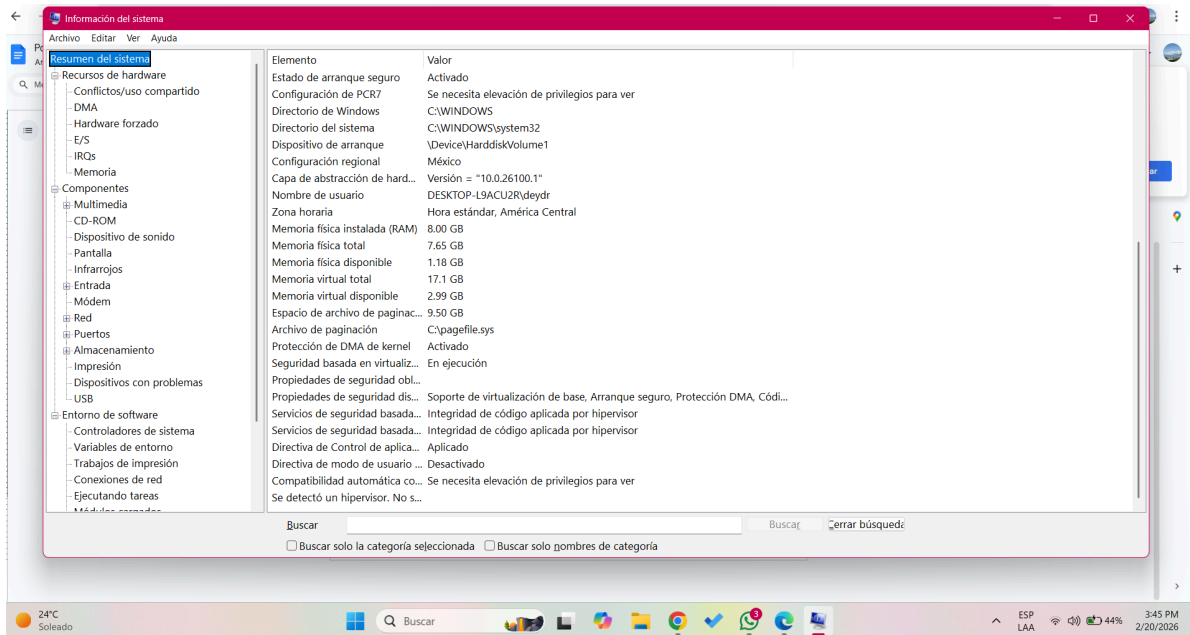 Información del sistema
Archivo Editar Ver Ayuda
Resumen del sistema
Recursos de hardware
Conflictos/uso compartido
DMA
Hardware forzado
E/S
IRQs
Memoria
Componentes
Multimedia
CD-ROM
Dispositivo de sonido
Pantalla
Infrarrojos
Entrada
Módem
Red
Puertos
Almacenamiento
Impresión
Dispositivos con problemas
USB
Entorno de software
Controladores de sistema
Variables de entorno
Trabajos de impresión
Conexiones de red
Ejecutando tareas
Módulos cargados
Elemento Valor
Estado de arranque seguro Activado
Configuración de PCR7 Se necesita elevación de privilegios para ver
Directorio de Windows C:\WINDOWS
Directorio del sistema C:\WINDOWS\system32
Dispositivo de arranque \Device\HarddiskVolume1
Configuración regional México
Capa de abstracción de hard... Versión = "10.0.26100.1"
Nombre de usuario DESKTOP-L9ACU2R\deydr
Zona horaria Hora estándar, América Central
Memoria física instalada (RAM) 8.00 GB
Memoria física total 7.65 GB
Memoria física disponible 1.18 GB
Memoria virtual total 17.1 GB
Memoria virtual disponible 2.99 GB
Espacio de archivo de paginac... 9.50 GB
Archivo de paginación C:\pagefile.sys
Protección de DMA de kernel Activado
Seguridad basada en virtualiz... En ejecución
Propiedades de seguridad obl...
Propiedades de seguridad dis... Soporte de virtualización de base, Arranque seguro, Protección DMA, Códi...
Servicios de seguridad basada... Integridad de código aplicada por hipervisor
Servicios de seguridad basada... Integridad de código aplicada por hipervisor
Directiva de Control de aplica... Aplicado
Directiva de modo de usuario ... Desactivado
Compatibilidad automática co... Se necesita elevación de privilegios para ver
Se detectó un hipervisor. No s...
Buscar Buscar Cerrar búsqueda
Buscar solo la categoría seleccionada Buscar solo nombres de categoría
24°C
Soleado
Buscar
3
ESP
LAA
44%
3:45 PM
2/20/2026